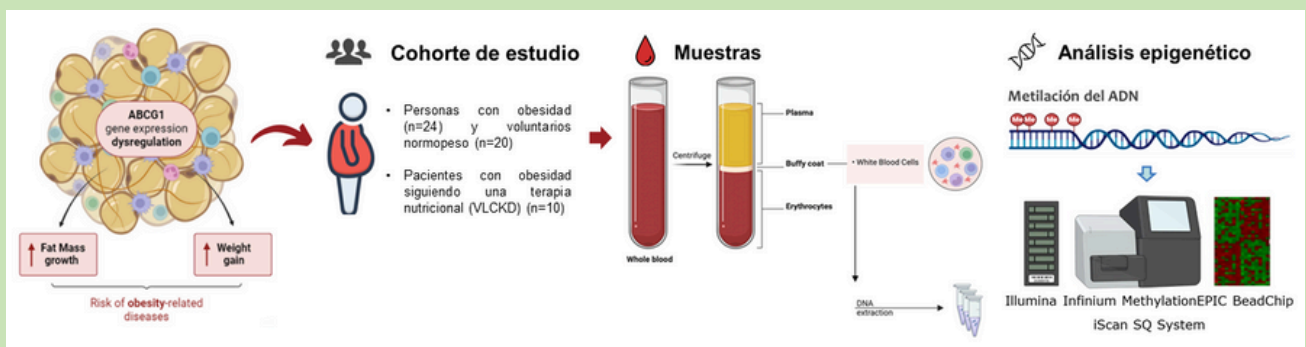 ABCG1
gene expression
dysregulation
Fat Mass
growth
Weight
gain
Risk of obesity-related
diseases
Cohorte de estudio
• Personas con obesidad
(n=24) y voluntarios
normopeso (n=20)
• Pacientes con obesidad
siguiendo una terapia
nutricional (VLCKD) (n=10)
Muestras
Whole blood
Centrifuge
Plasma
Buffy coat
Erythrocytes
• White Blood Cells
DNA
extraction
Análisis epigenético
Metilación del ADN
Me Me Me Me
Illumina Infinium MethylationEPIC BeadChip
iScan SQ System